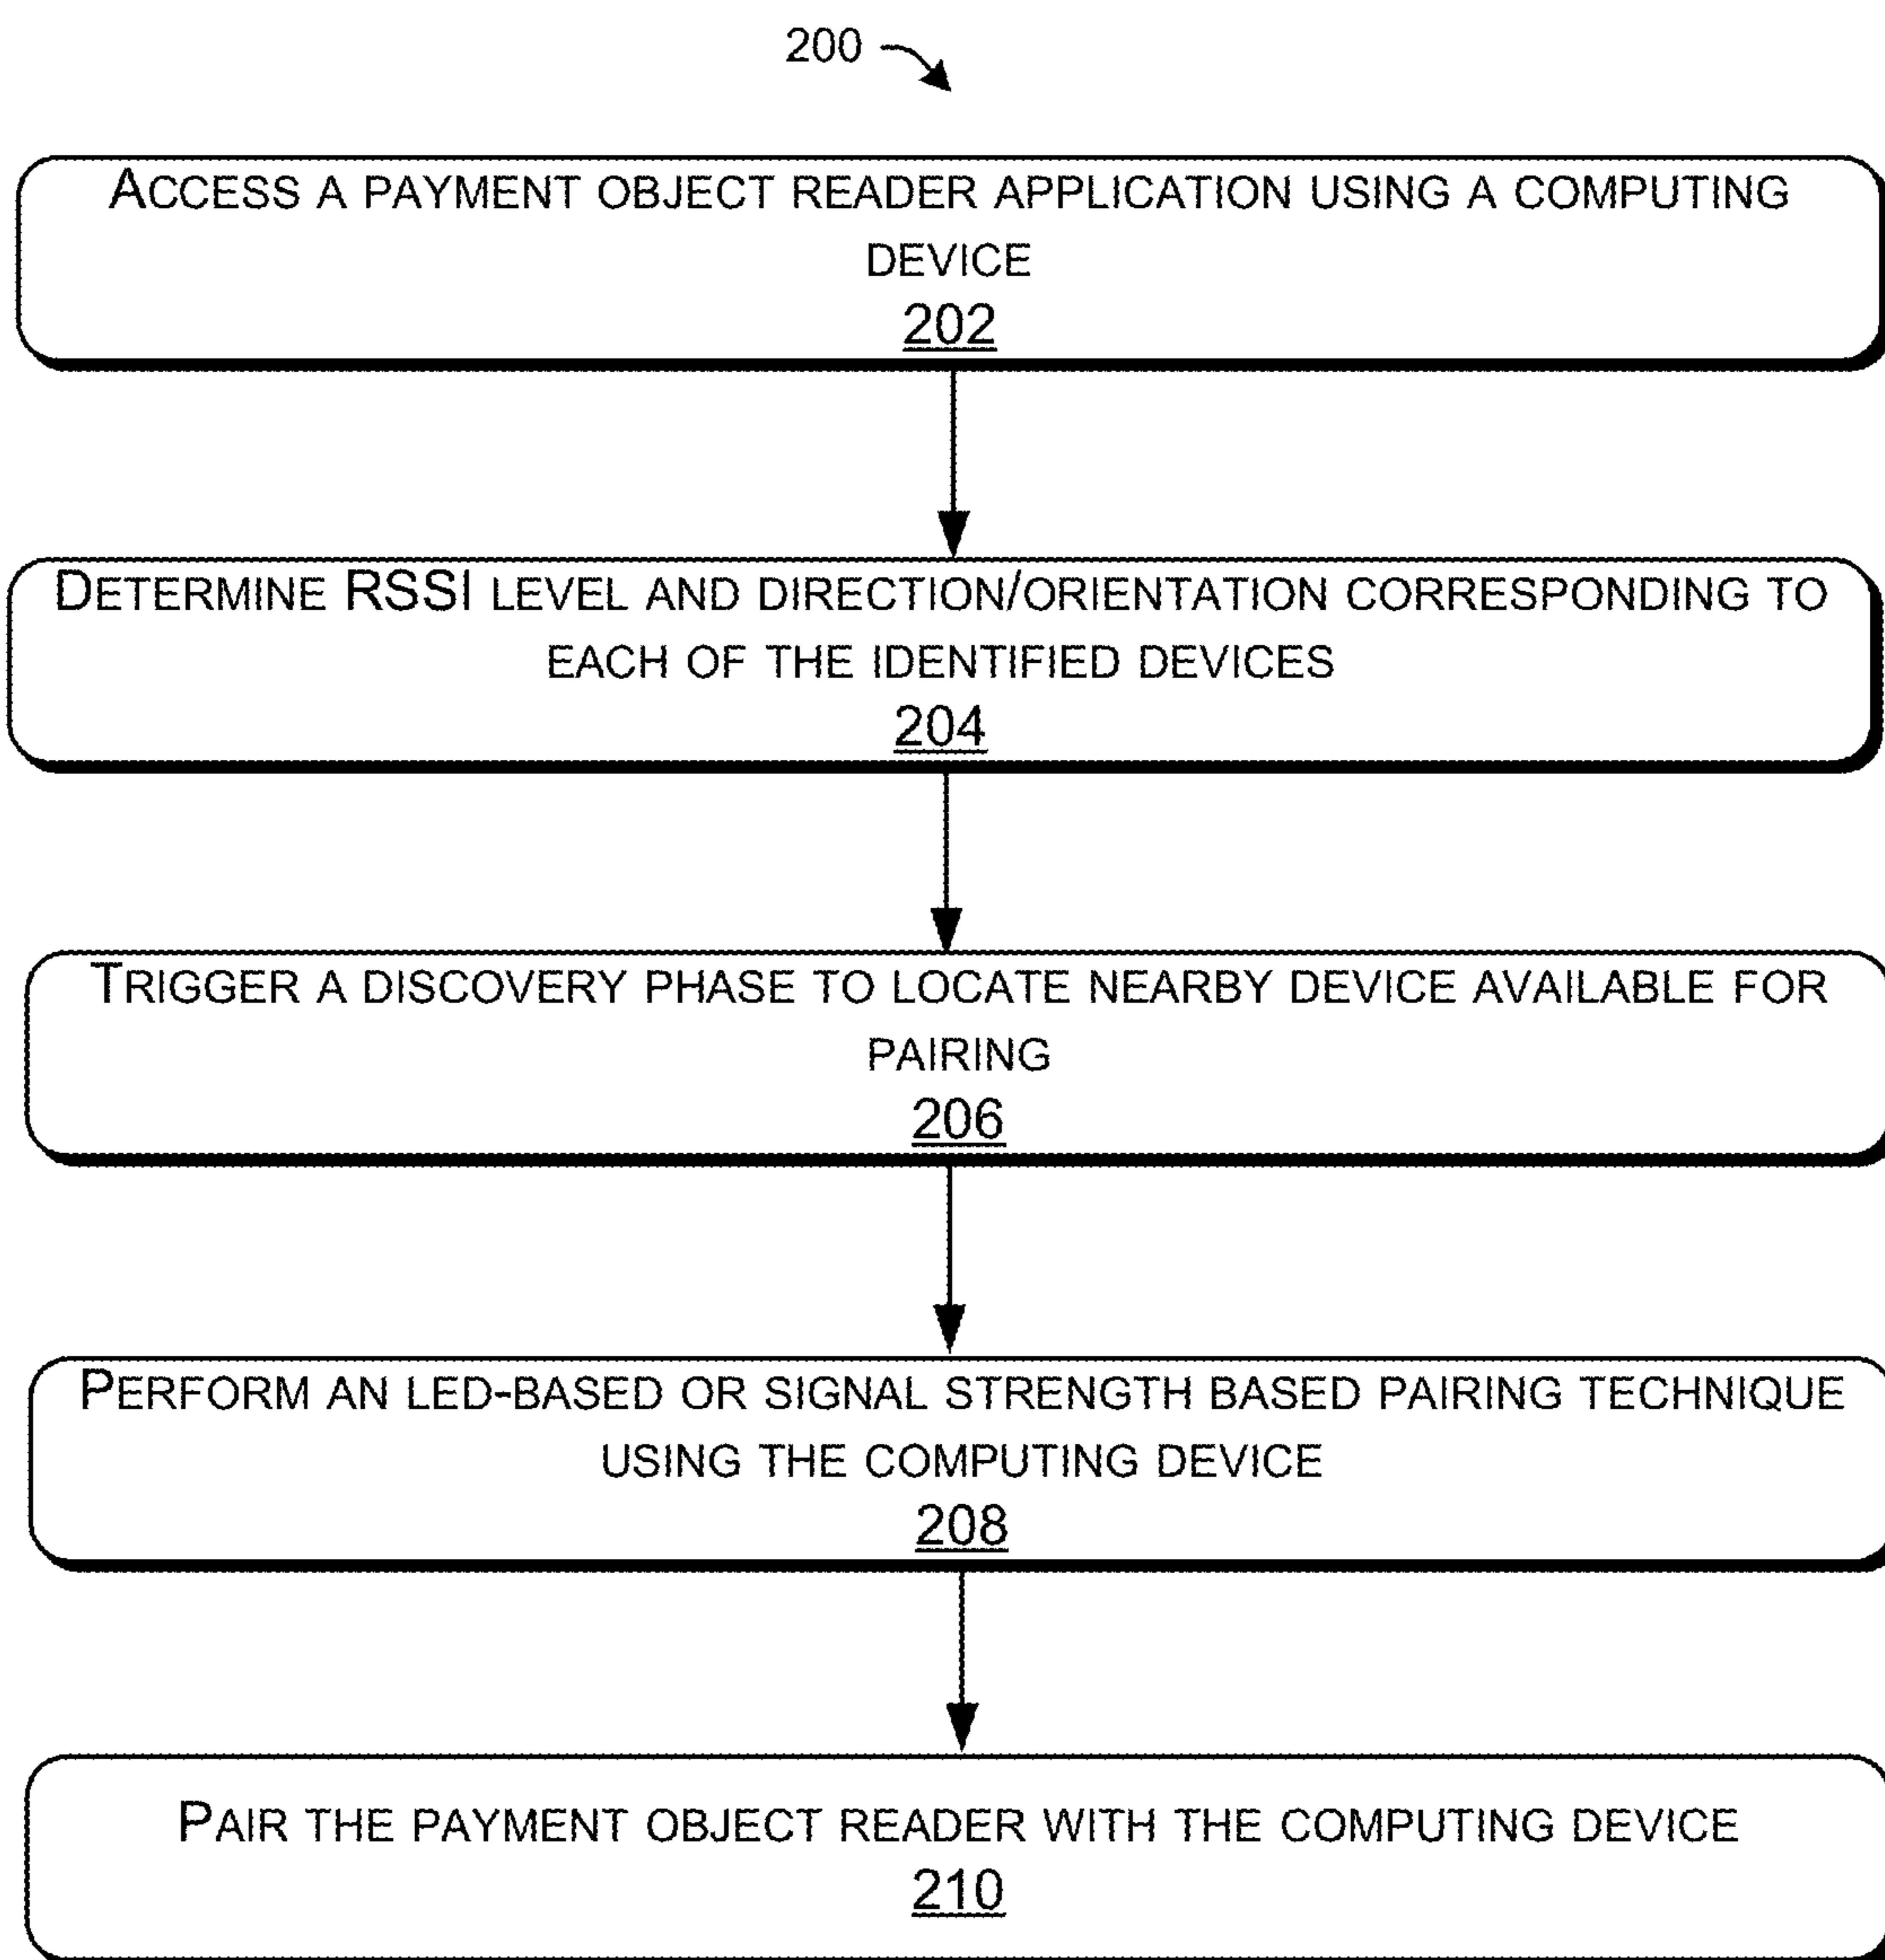 200
ACCESS A PAYMENT OBJECT READER APPLICATION USING A COMPUTING
DEVICE
202
DETERMINE RSSI LEVEL AND DIRECTION/ORIENTATION CORRESPONDING TO
EACH OF THE IDENTIFIED DEVICES
204
TRIGGER A DISCOVERY PHASE TO LOCATE NEARBY DEVICE AVAILABLE FOR
PAIRING
206
PERFORM AN LED-BASED OR SIGNAL STRENGTH BASED PAIRING TECHNIQUE
USING THE COMPUTING DEVICE
208
PAIR THE PAYMENT OBJECT READER WITH THE COMPUTING DEVICE
210